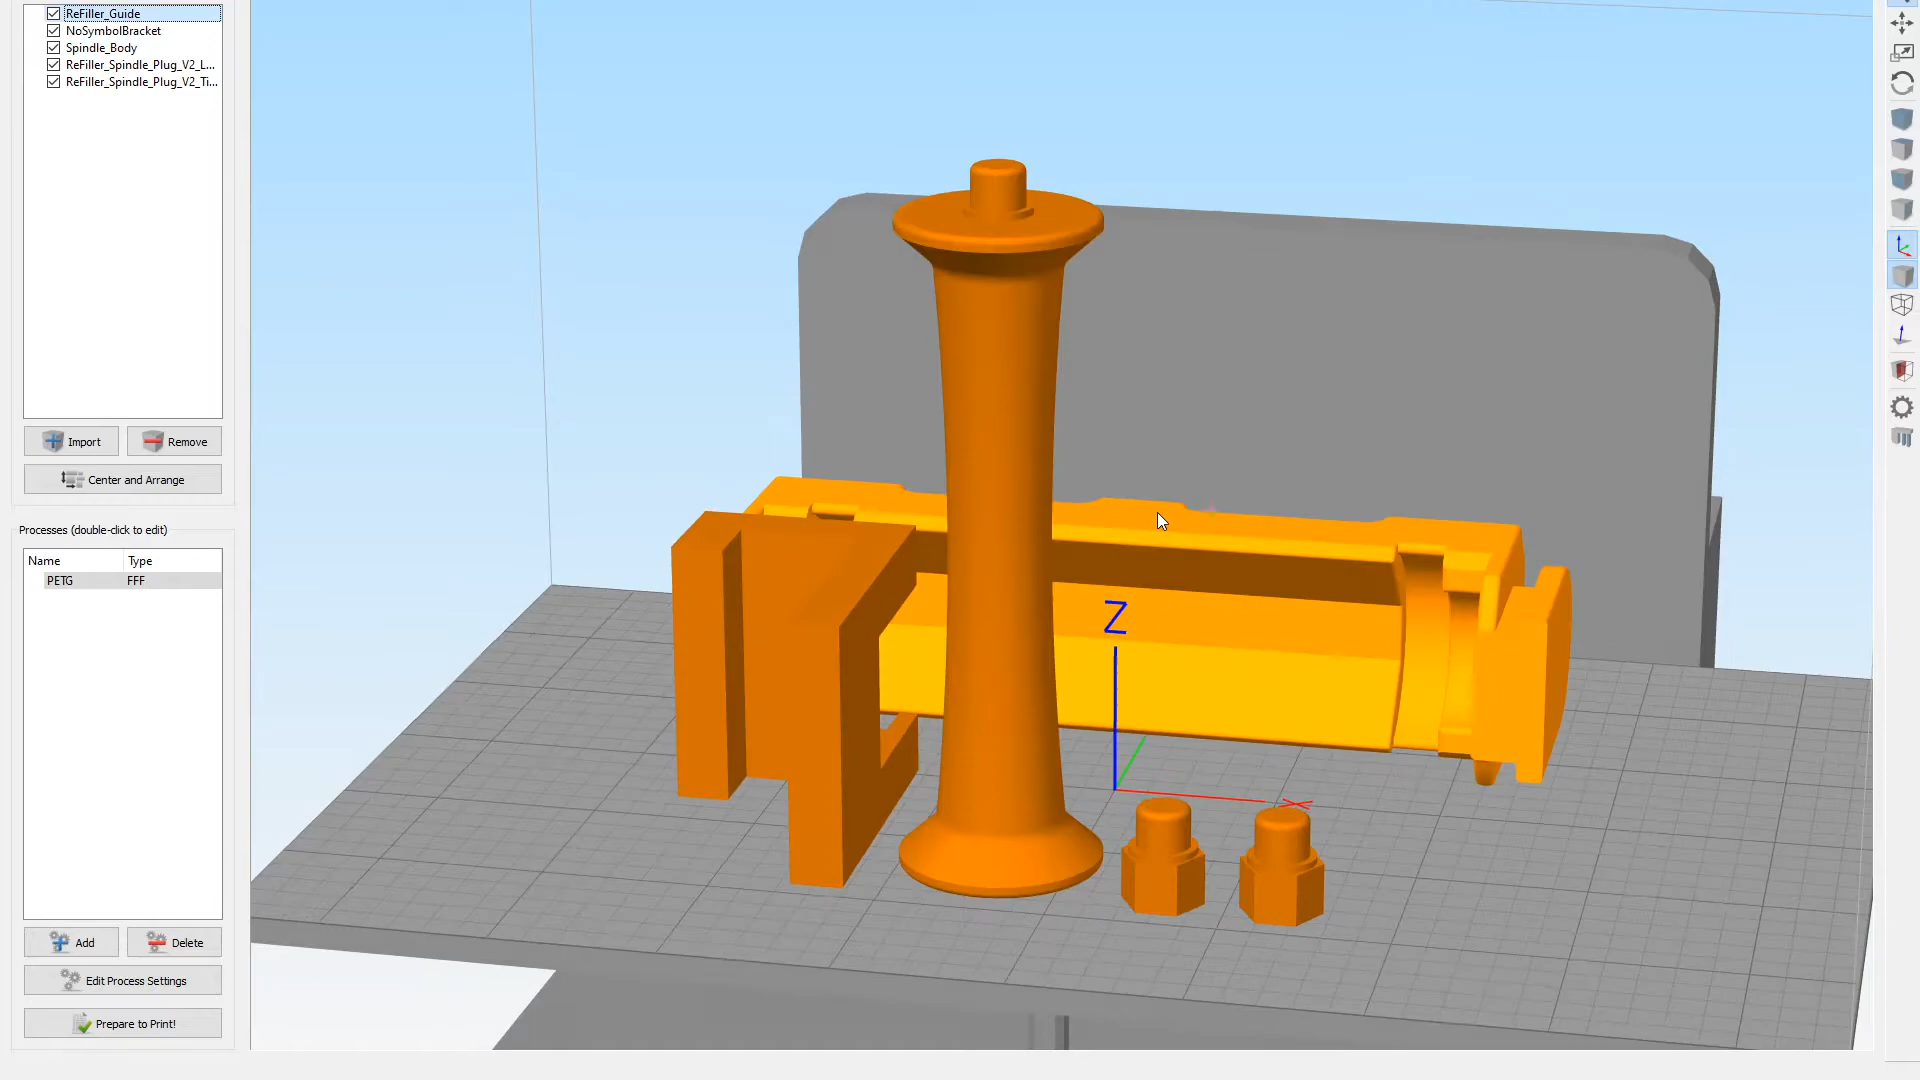 ReFiller_Guide
NoSymbolBracket
Spindle_Body
ReFiller_Spindle_Plug_V2_L...
ReFiller_Spindle_Plug_V2_Ti...
Import
Remove
Center and Arrange
Processes (double-click to edit)
Name Type
PETG FFF
Add
Delete
Edit Process Settings
Prepare to Print!
Z
X